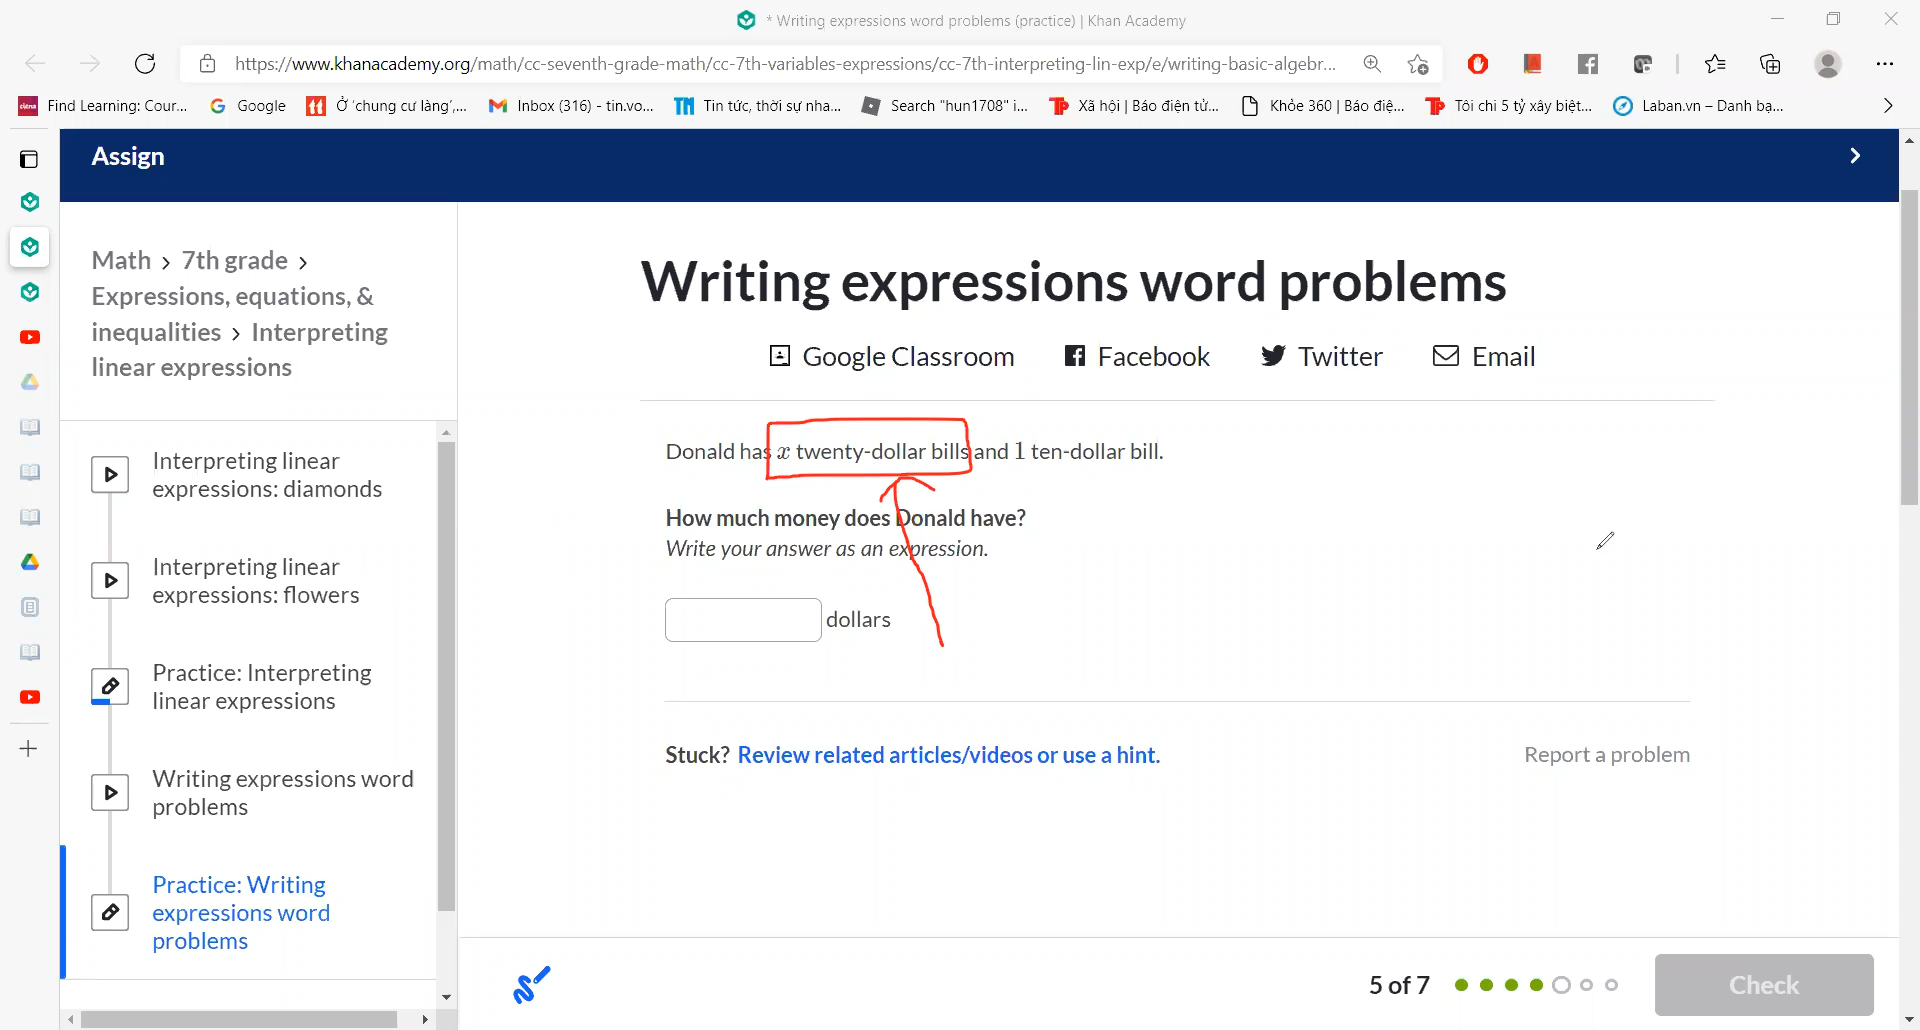 * Writing expressions word problems (practice) | Khan Academy
https://www.khanacademy.org/math/cc-seventh-grade-math/cc-7th-variables-expressions/cc-7th-interpreting-lin-exp/e/writing-basic-algebr...
Find Learning: Cour...
Google
Ở 'chung cư làng',...
Inbox (316) - tin.vo...
Tin tức, thời sự nha...
Search "hun1708" i...
Xã hội | Báo điện tử...
Khỏe 360 | Báo điệ...
Tôi chi 5 tỷ xây biệt...
Laban.vn – Danh bạ...
Assign
Math › 7th grade ›
Expressions, equations, &
inequalities › Interpreting
linear expressions
Interpreting linear
expressions: diamonds
Interpreting linear
expressions: flowers
Practice: Interpreting
linear expressions
Writing expressions word
problems
Practice: Writing
expressions word
problems
Writing expressions word problems
Google Classroom
Facebook
Twitter
Email
Donald has x twenty-dollar bills and 1 ten-dollar bill.
How much money does Donald have?
Write your answer as an expression.
dollars
Stuck? Review related articles/videos or use a hint.
Report a problem
5 of 7
Check